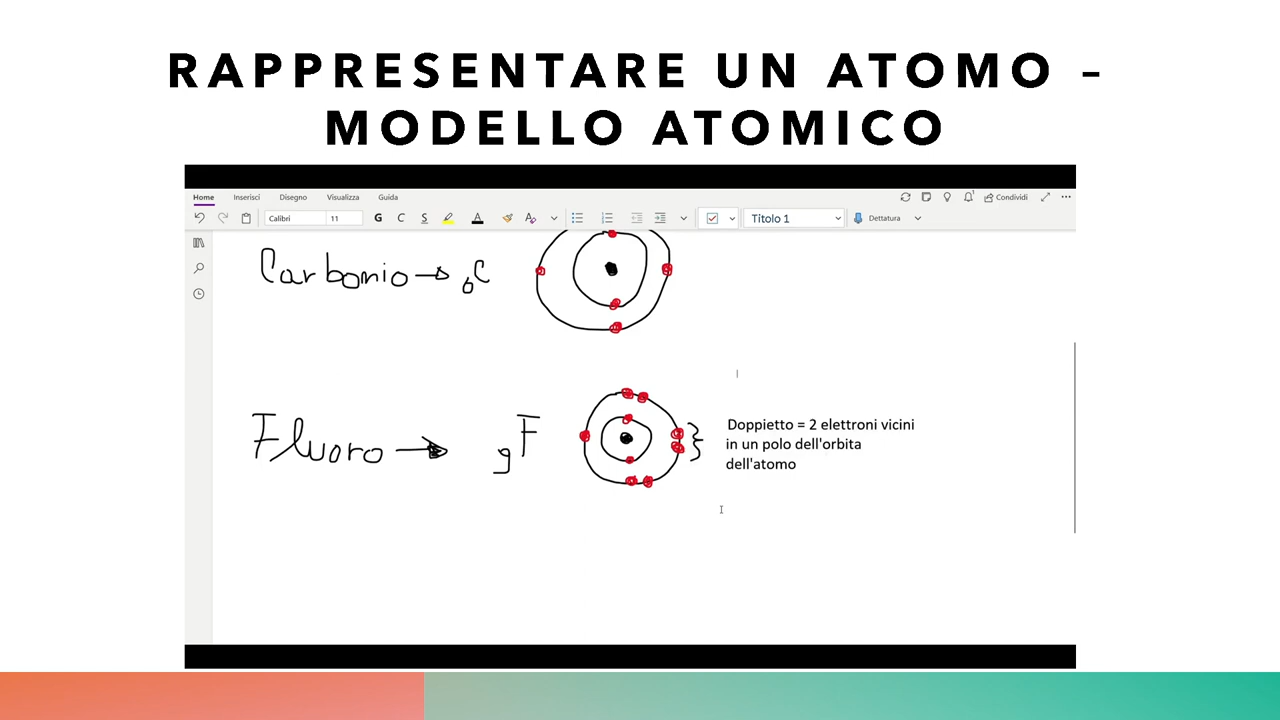 RAPPRESENTARE UN ATOMO –
MODELLO ATOMICO
Home Inserisci Disegno Visualizza Guida
Condividi
Calibri 11 G C S A A Titolo 1 Dettatura
Carbonio → 6C
Fluoro → 9F
Doppietto = 2 elettroni vicini
in un polo dell'orbita
dell'atomo